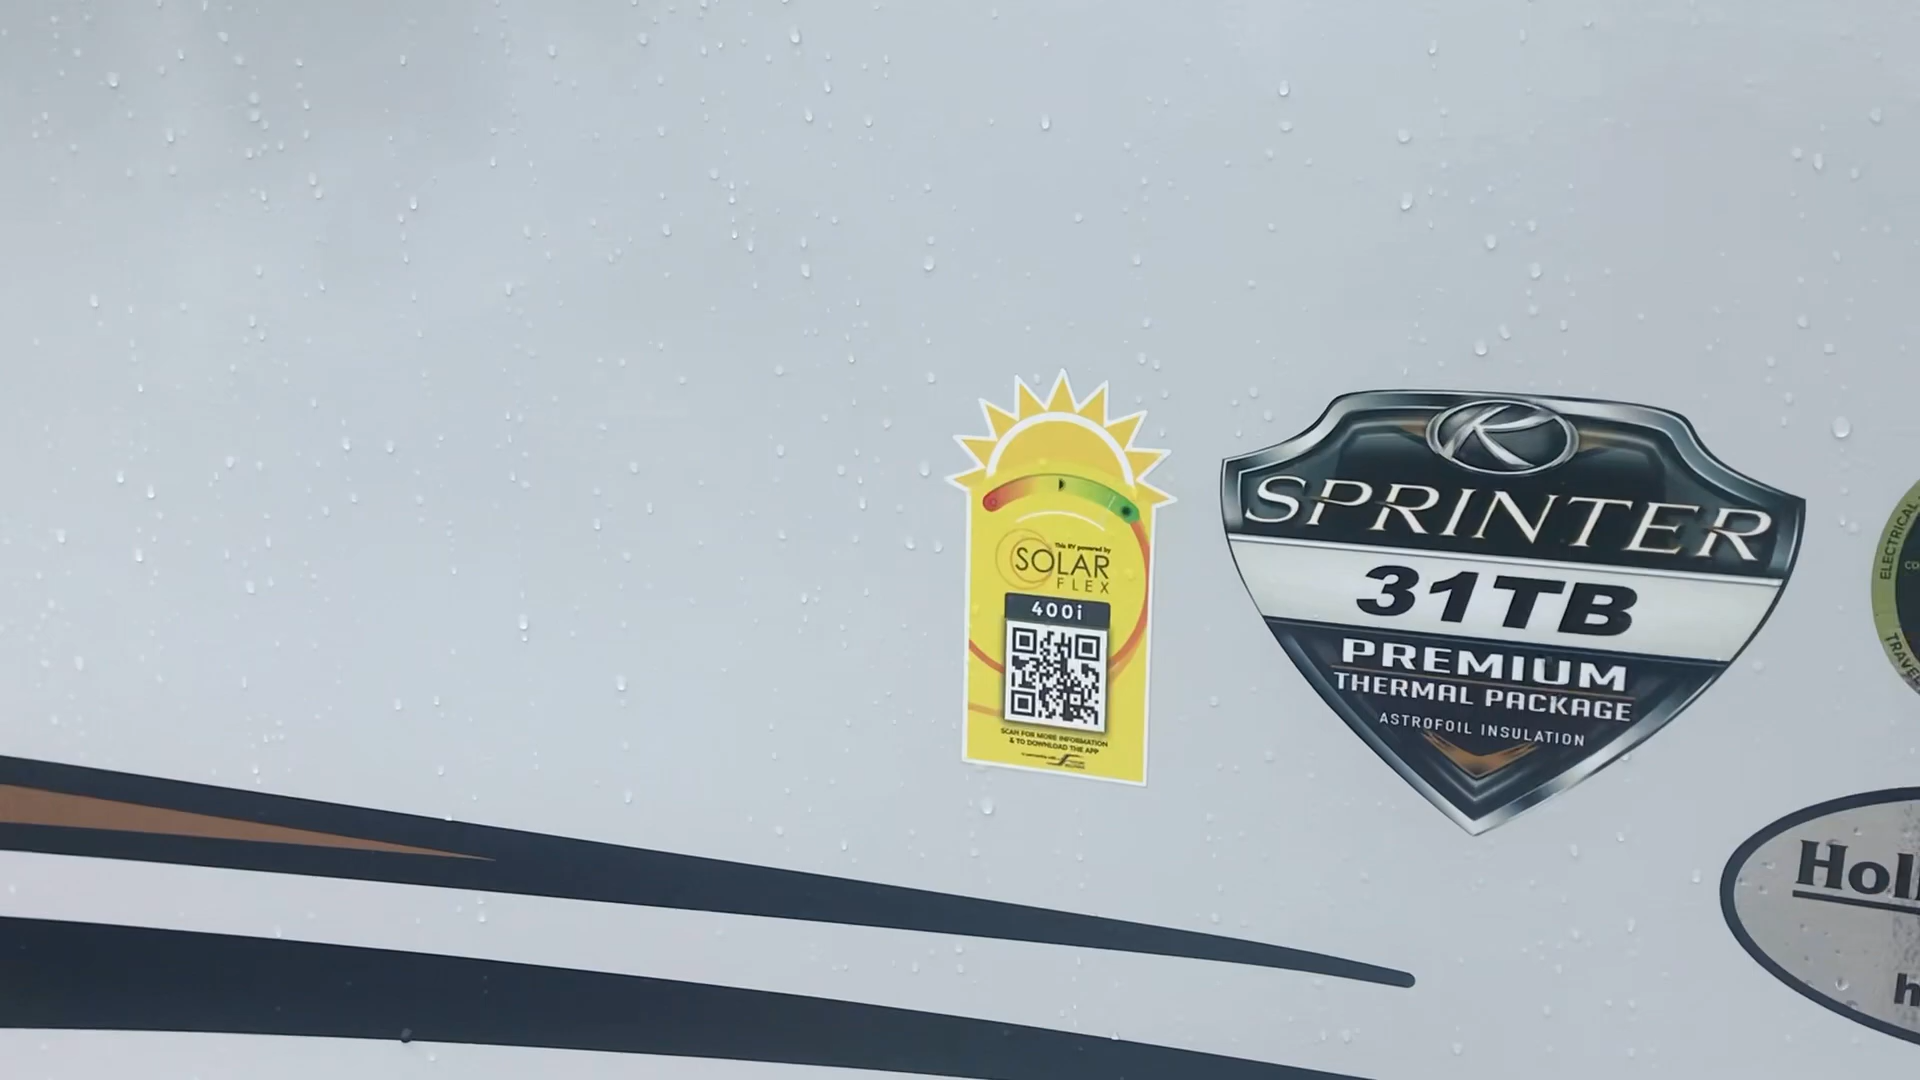 This RV powered by
SOLAR
FLEX
400i
SCAN FOR MORE INFORMATION
& TO DOWNLOAD THE APP
K
SPRINTER
31TB
PREMIUM
THERMAL PACKAGE
ASTROFOIL INSULATION
ELECTRICAL